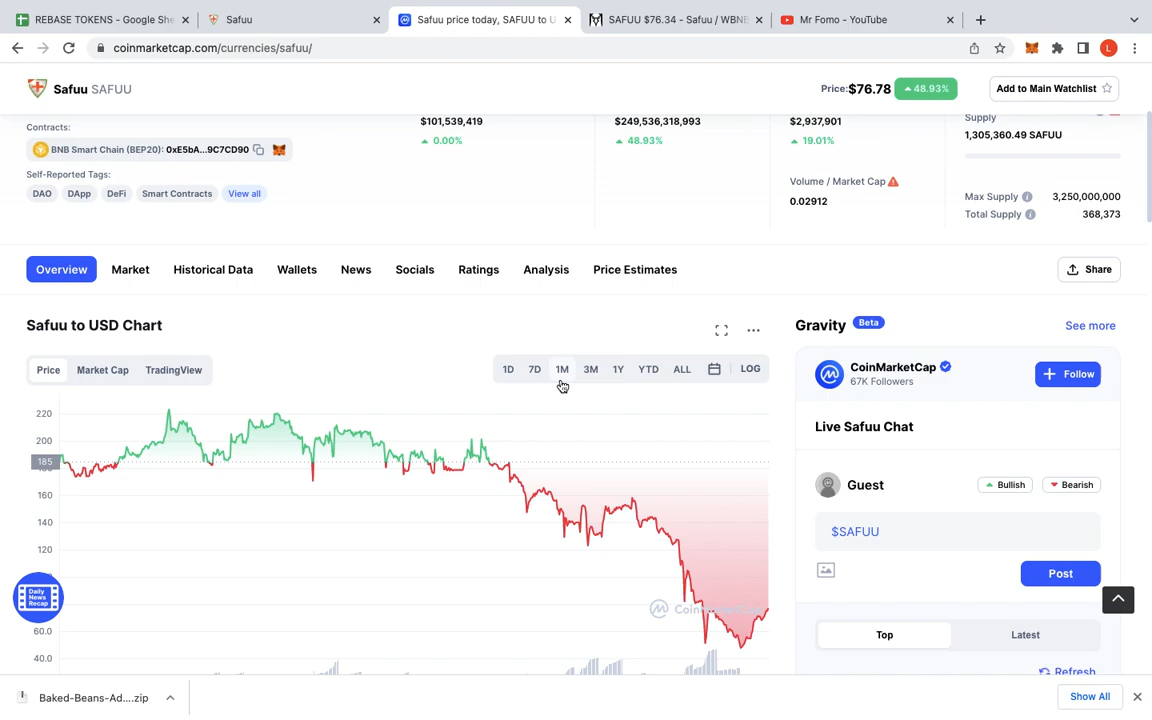 REBASE TOKENS - Google She
Safuu
Safuu price today, SAFUU to U
SAFUU $76.34 - Safuu / WBNB
Mr Fomo - YouTube
coinmarketcap.com/currencies/safuu/
L
Safuu SAFUU
Price: $76.78 48.93%
Add to Main Watchlist
Contracts:
BNB Smart Chain (BEP20): 0xE5bA...9C7CD90
Self-Reported Tags:
DAO DApp DeFi Smart Contracts View all
$101,539,419
0.00%
$249,536,318,993
48.93%
$2,937,901
19.01%
Volume / Market Cap
0.02912
Supply
1,305,360.49 SAFUU
Max Supply 3,250,000,000
Total Supply 368,373
Overview Market Historical Data Wallets News Socials Ratings Analysis Price Estimates
Share
Safuu to USD Chart
Price Market Cap TradingView
1D 7D 1M 3M 1Y YTD ALL LOG
220
200
185
160
140
120
60.0
40.0
CoinMarketCap
Daily
News
Recap
Gravity Beta
See more
CoinMarketCap
67K Followers
Follow
Live Safuu Chat
Guest
Bullish
Bearish
$SAFUU
Post
Top
Latest
Refresh
Baked-Beans-Ad....zip
Show All